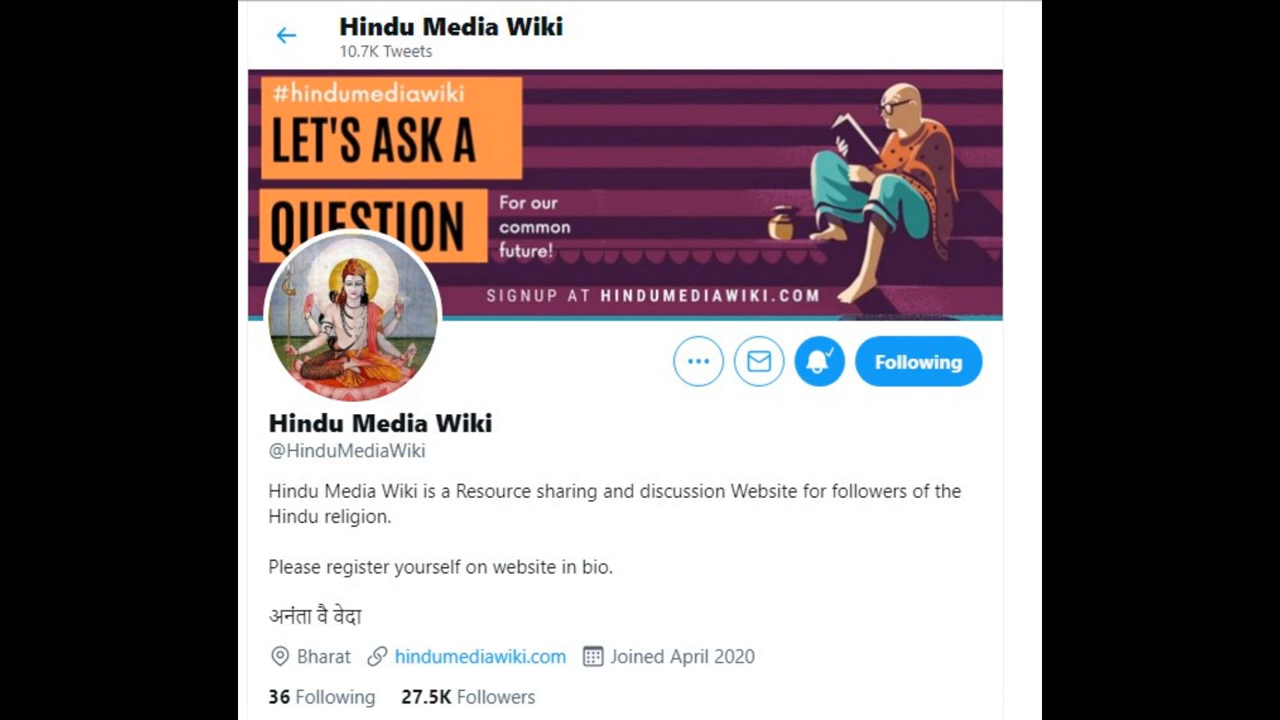 Hindu Media Wiki
10.7K Tweets
#hindumediawiki
LET'S ASK A
QUESTION
For our
common
future!
SIGNUP AT HINDUMEDIAWIKI.COM
Following
Hindu Media Wiki
@HinduMediaWiki
Hindu Media Wiki is a Resource sharing and discussion Website for followers of the
Hindu religion.
Please register yourself on website in bio.
अनंता वै वेदा
Bharat hindumediawiki.com Joined April 2020
36 Following 27.5K Followers